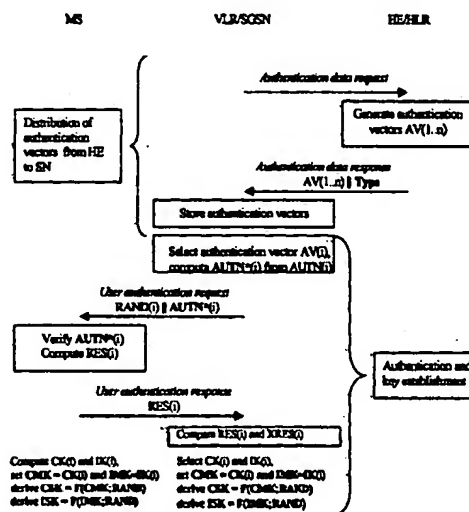 MS VLR/SGSN HE/HLR
Authentication data request
Distribution of
authentication
vectors from HE
to SN
Generate authentication
vectors AV(1..n)
Authentication data response
AV(1..n) || Type
Store authentication vectors
Select authentication vector AV(i),
compute AUTN*(i) from AUTN(i)
User authentication request
RAND(i) || AUTN*(i)
Verify AUTN*(i)
Compute RES(i)
Authentication and
key establishment
User authentication response
RES(i)
Compare RES(i) and XRES(i)
Compute CK(i) and IK(i),
set CMK = CK(i) and IMK=IK(i)
derive CSK = F(CMK;RAND)
derive ISK = F(IMK;RAND)
Select CK(i) and IK(i),
set CMK = CK(i) and IMK=IK(i)
derive CSK = F(CMK;RAND)
derive ISK = F(IMK;RAND)